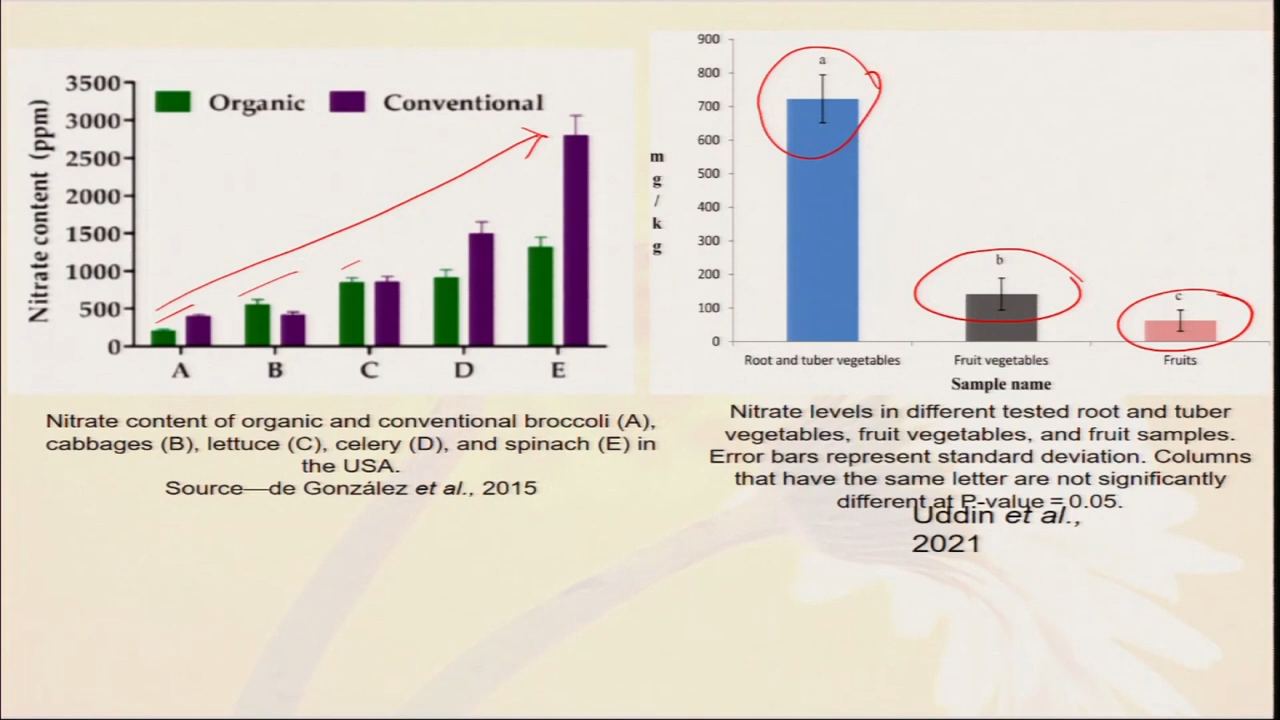 3500
3000
2500
2000
1500
1000
500
0
Nitrate content (ppm)
Organic
Conventional
A
B
C
D
E
Nitrate content of organic and conventional broccoli (A),
cabbages (B), lettuce (C), celery (D), and spinach (E) in
the USA.
Source—de González et al., 2015
900
800
700
600
500
400
300
200
100
0
mg/kg
a
b
c
Root and tuber vegetables
Fruit vegetables
Fruits
Sample name
Nitrate levels in different tested root and tuber
vegetables, fruit vegetables, and fruit samples.
Error bars represent standard deviation. Columns
that have the same letter are not significantly
different at P-value = 0.05.
Uddin et al.,
2021